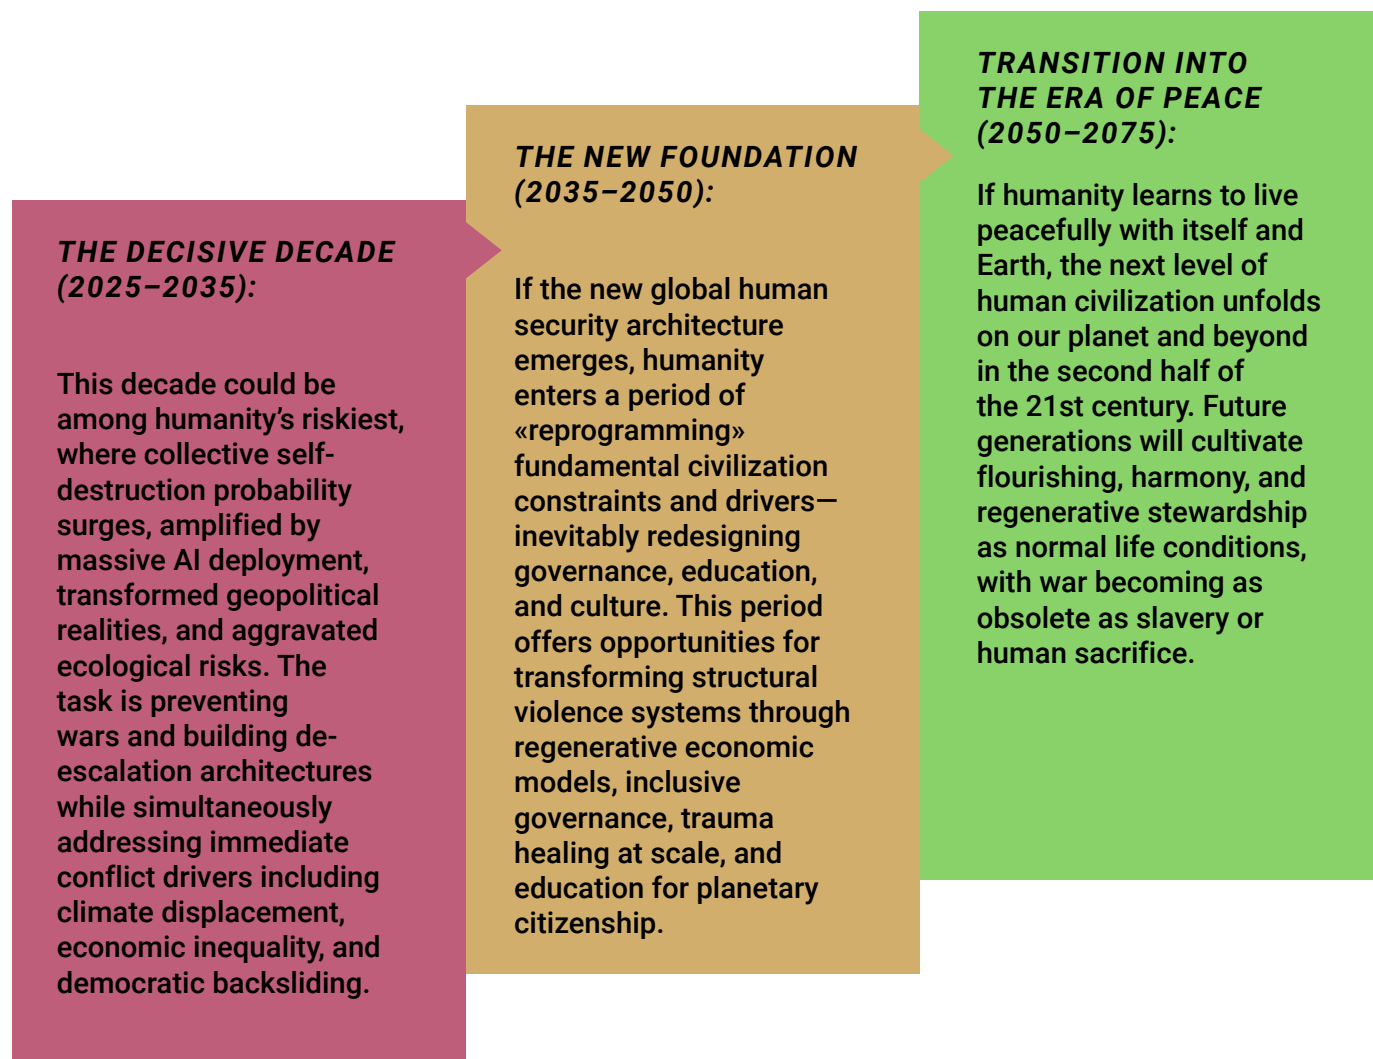 THE DECISIVE DECADE
(2025–2035):
This decade could be
among humanity’s riskiest,
where collective self-
destruction probability
surges, amplified by
massive AI deployment,
transformed geopolitical
realities, and aggravated
ecological risks. The
task is preventing
wars and building de-
escalation architectures
while simultaneously
addressing immediate
conflict drivers including
climate displacement,
economic inequality, and
democratic backsliding.
THE NEW FOUNDATION
(2035–2050):
If the new global human
security architecture
emerges, humanity
enters a period of
«reprogramming»
fundamental civilization
constraints and drivers—
inevitably redesigning
governance, education,
and culture. This period
offers opportunities for
transforming structural
violence systems through
regenerative economic
models, inclusive
governance, trauma
healing at scale, and
education for planetary
citizenship.
TRANSITION INTO
THE ERA OF PEACE
(2050–2075):
If humanity learns to live
peacefully with itself and
Earth, the next level of
human civilization unfolds
on our planet and beyond
in the second half of
the 21st century. Future
generations will cultivate
flourishing, harmony, and
regenerative stewardship
as normal life conditions,
with war becoming as
obsolete as slavery or
human sacrifice.